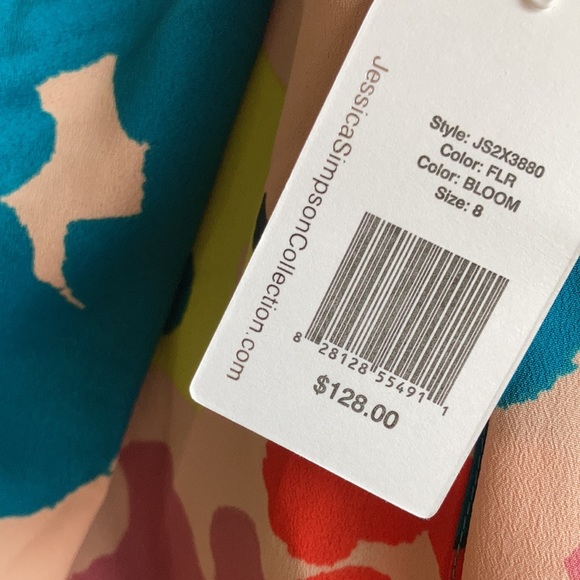 JessicaSimpsonCollection.com
Style: JS2X3880
Color: FLR
Color: BLOOM
Size: 8
8 28128 55491 1
$128.00